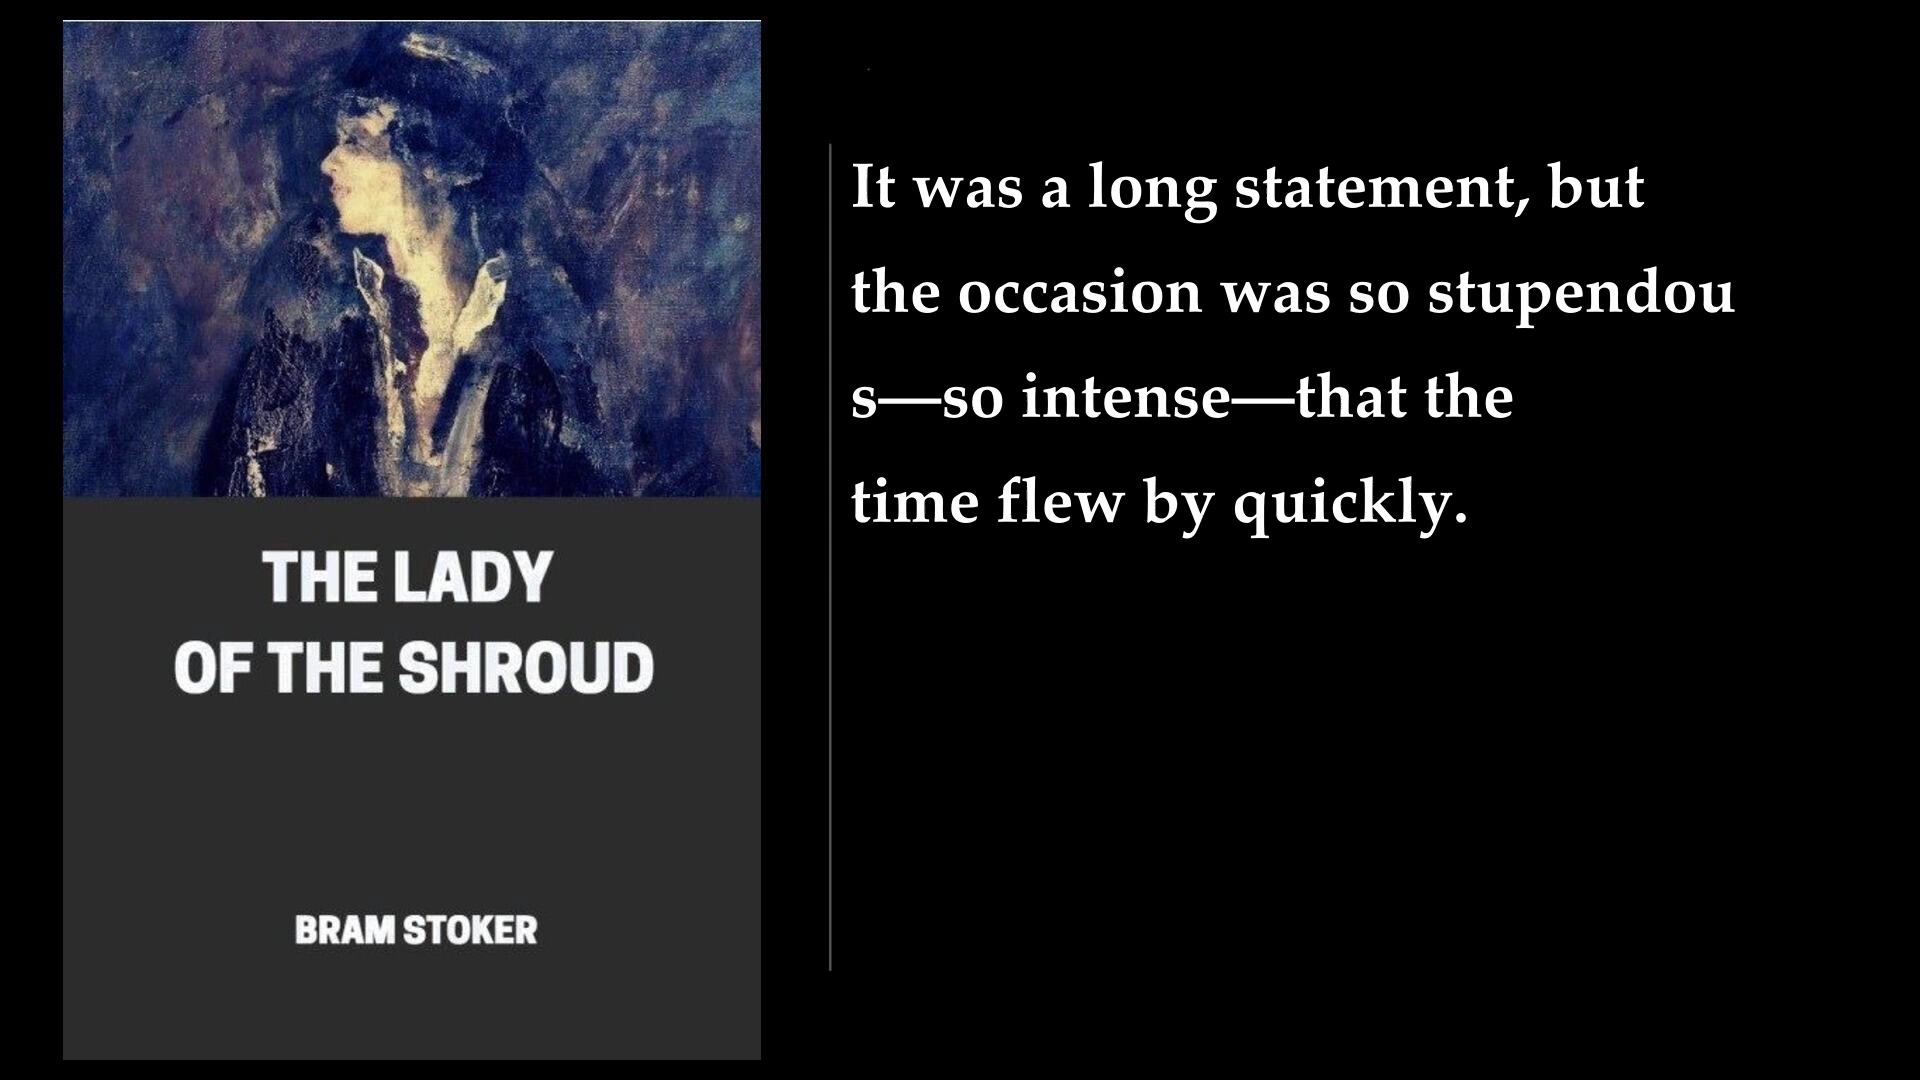 THE LADY
OF THE SHROUD
BRAM STOKER
It was a long statement, but
the occasion was so stupendou
s—so intense—that the
time flew by quickly.